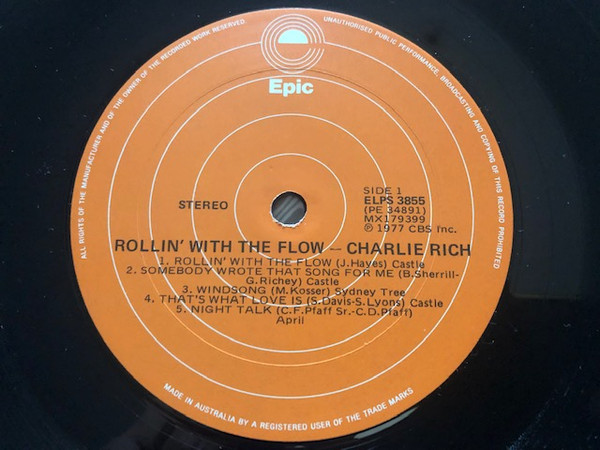 ALL RIGHTS OF THE MANUFACTURER AND OF THE OWNER OF THE RECORDED WORK RESERVED.
UNAUTHORISED PUBLIC PERFORMANCE, BROADCASTING AND COPYING OF THIS RECORD PROHIBITED
Epic
STEREO
SIDE 1
ELPS 3855
(PE 34891)
MX179399
℗ 1977 CBS Inc.
ROLLIN' WITH THE FLOW — CHARLIE RICH
1. ROLLIN' WITH THE FLOW (J.Hayes) Castle
2. SOMEBODY WROTE THAT SONG FOR ME (B.Sherrill-
G.Richey) Castle
3. WINDSONG (M.Kosser) Sydney Tree
4. THAT'S WHAT LOVE IS (S.Davis-S.Lyons) Castle
5. NIGHT TALK (C.F.Pfaff Sr.-C.D.Pfaff)
April
MADE IN AUSTRALIA BY A REGISTERED USER OF THE TRADE MARKS